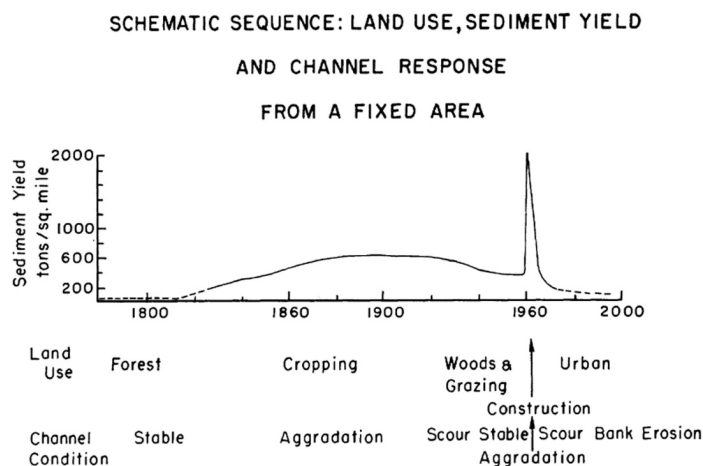 SCHEMATIC SEQUENCE: LAND USE, SEDIMENT YIELD
AND CHANNEL RESPONSE
FROM A FIXED AREA
Sediment Yield
tons/sq. mile
2000
1000
600
200
1800 1860 1900 1960 2000
Land Use
Forest Cropping Woods & Grazing Urban
Construction
Channel Condition
Stable Aggradation Scour Stable Scour Bank Erosion
Aggradation